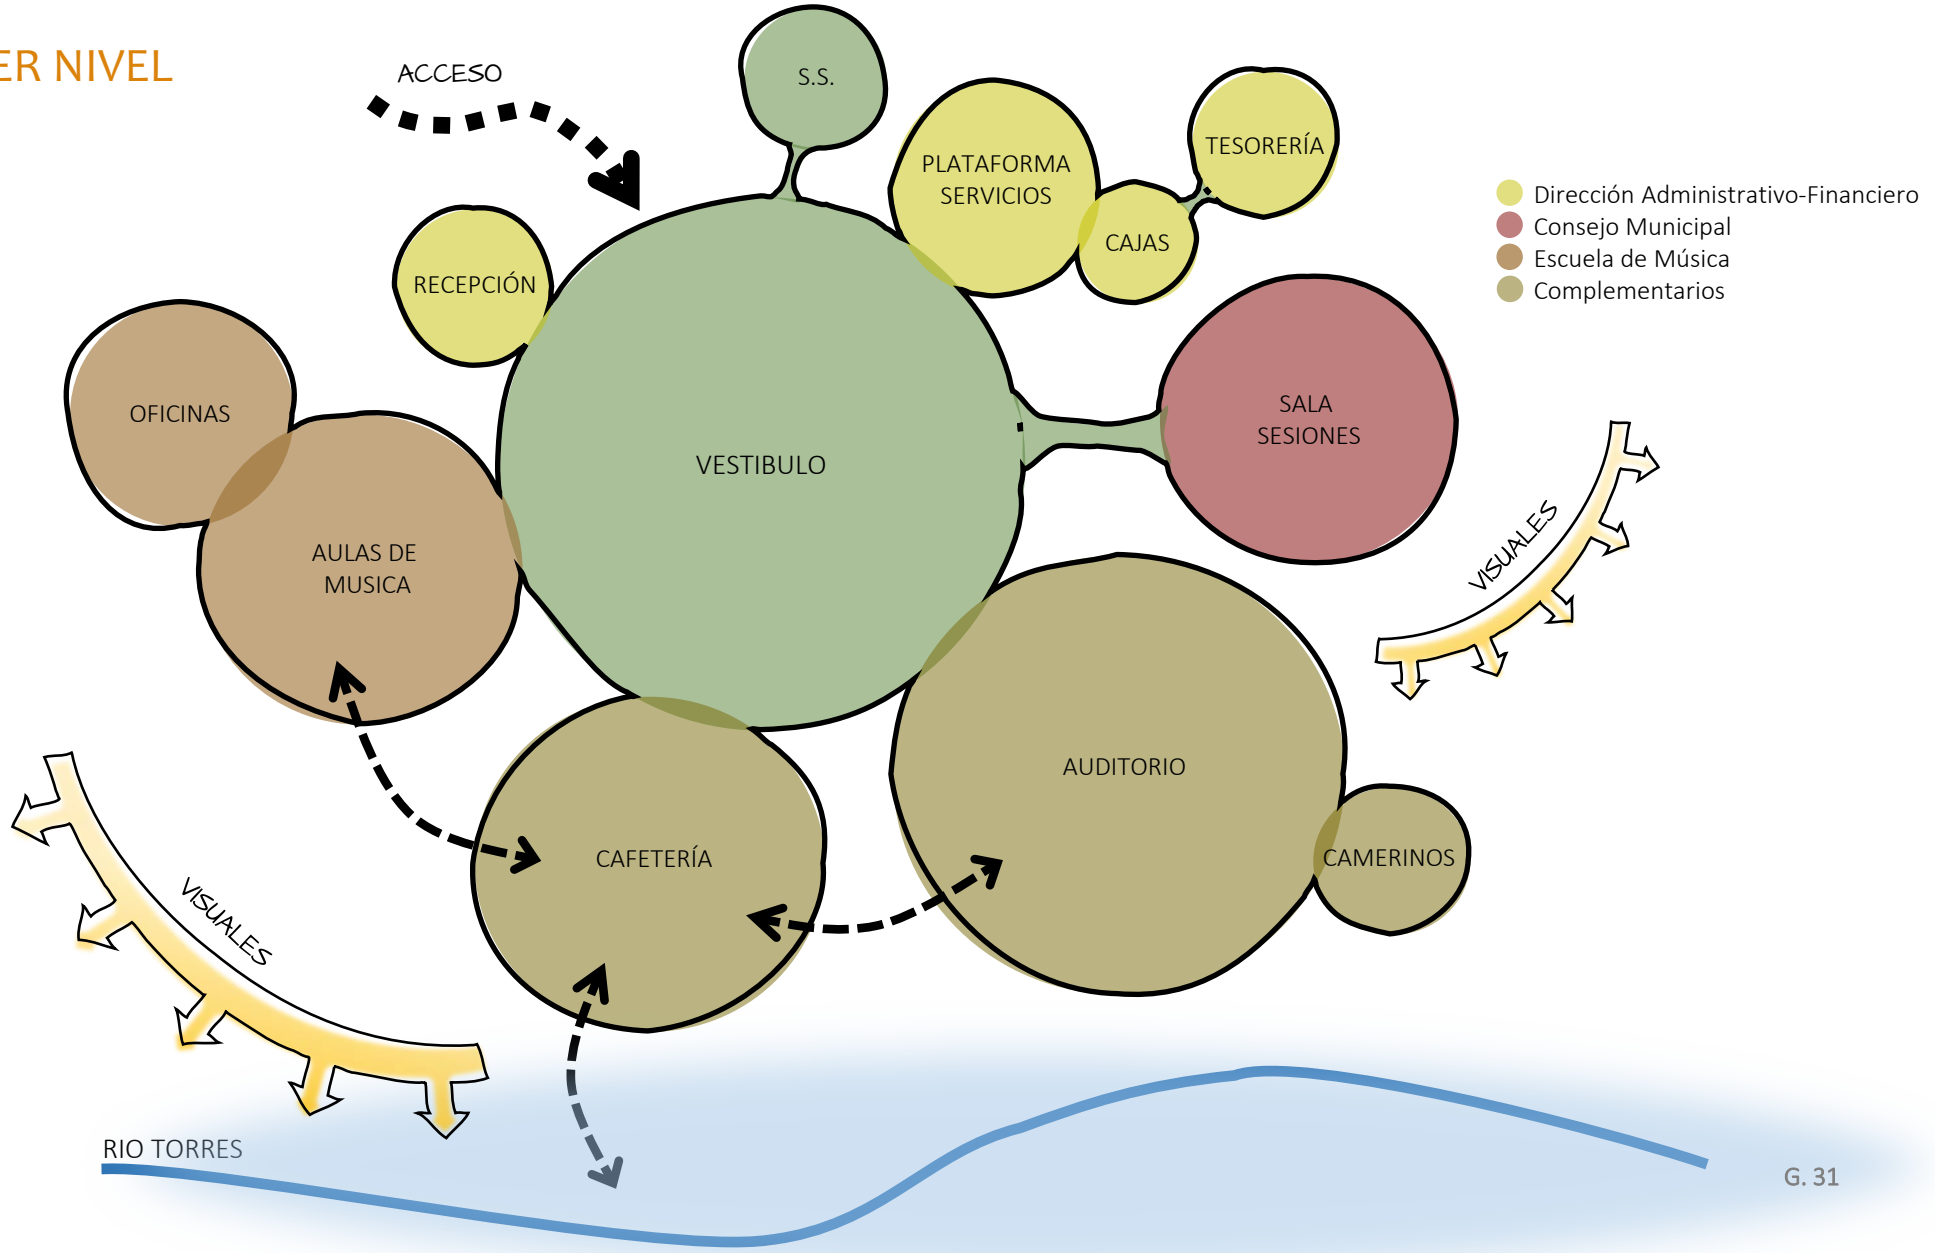 ER NIVEL
ACCESO
S.S.
PLATAFORMA
SERVICIOS
TESORERÍA
CAJAS
RECEPCIÓN
Dirección Administrativo-Financiero
Consejo Municipal
Escuela de Música
Complementarios
OFICINAS
SALA
SESIONES
VESTIBULO
AULAS DE
MUSICA
VISUALES
AUDITORIO
CAFETERÍA
CAMERINOS
VISUALES
RIO TORRES
G. 31